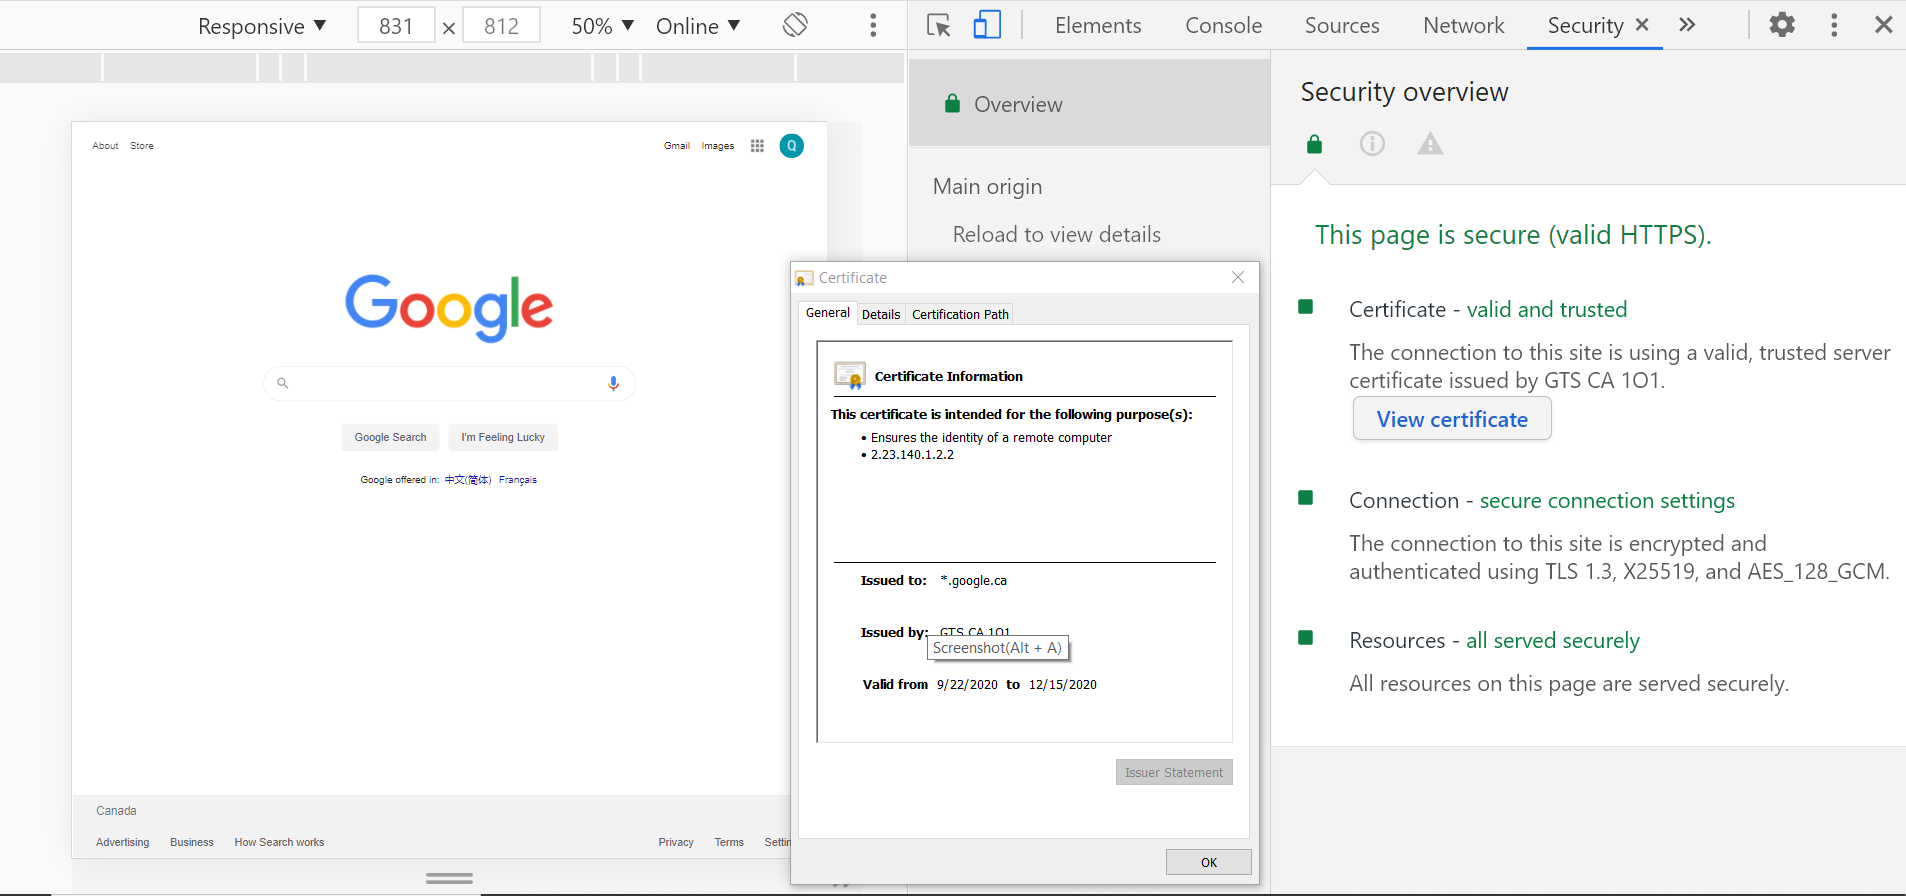 Responsive ▼ 831 × 812 50% ▼ Online ▼
Elements Console Sources Network Security
Overview
Main origin
Reload to view details
Security overview
This page is secure (valid HTTPS).
Certificate - valid and trusted
The connection to this site is using a valid, trusted server
certificate issued by GTS CA 1O1.
View certificate
Connection - secure connection settings
The connection to this site is encrypted and
authenticated using TLS 1.3, X25519, and AES_128_GCM.
Resources - all served securely
All resources on this page are served securely.
About Store
Gmail Images Q
Google
Google Search I'm Feeling Lucky
Google offered in: 中文(简体) Français
Canada
Advertising Business How Search works
Privacy Terms
Certificate
General Details Certification Path
Certificate Information
This certificate is intended for the following purpose(s):
• Ensures the identity of a remote computer
• 2.23.140.1.2.2
Issued to: *.google.ca
Issued by: GTS CA 1O1
Screenshot(Alt + A)
Valid from 9/22/2020 to 12/15/2020
Issuer Statement
OK